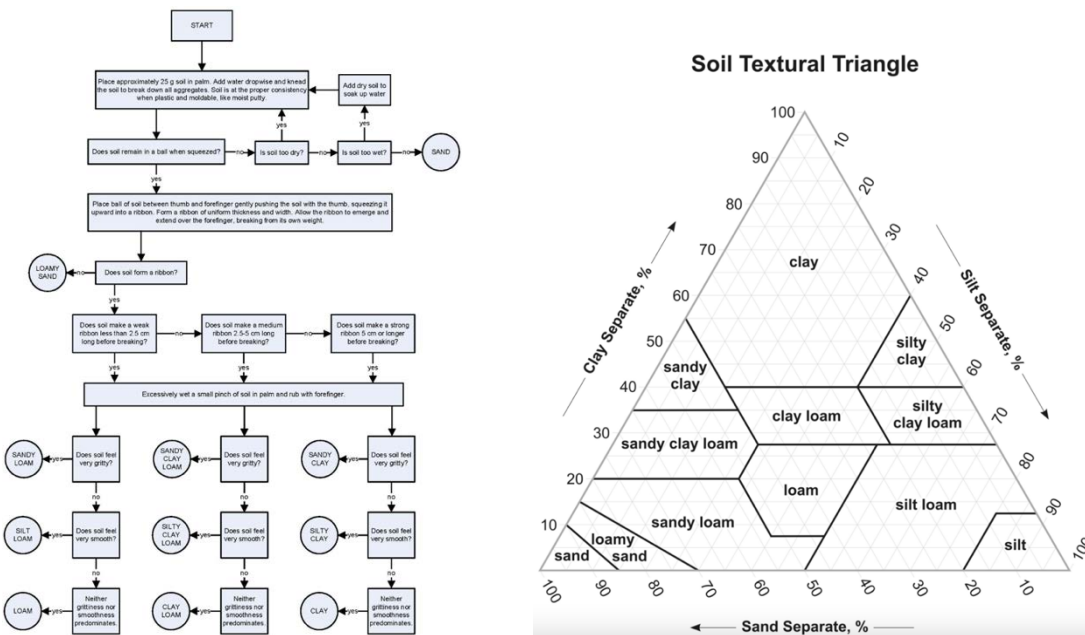 START
Place approximately 25 g soil in palm. Add water dropwise and knead
the soil to break down all aggregates. Soil is at the proper consistency
when plastic and moldable, like moist putty.
Add dry soil to
soak up water
yes
yes
Does soil remain in a ball when squeezed?
no
Is soil too dry?
no
Is soil too wet?
no
SAND
yes
Place ball of soil between thumb and forefinger gently pushing the soil with the thumb, squeezing it
upward into a ribbon. Form a ribbon of uniform thickness and width. Allow the ribbon to emerge and
extend over the forefinger, breaking from its own weight.
LOAMY
SAND
no
Does soil form a ribbon?
yes
Does soil make a weak
ribbon less than 2.5 cm
long before breaking?
no
Does soil make a medium
ribbon 2.5-5 cm long
before breaking?
no
Does soil make a strong
ribbon 5 cm or longer
before breaking?
yes
yes
yes
Excessively wet a small pinch of soil in palm and rub with forefinger.
SANDY
LOAM
yes
Does soil feel
very gritty?
SANDY
CLAY
LOAM
yes
Does soil feel
very gritty?
SANDY
CLAY
yes
Does soil feel
very gritty?
no
no
no
SILT
LOAM
yes
Does soil feel
very smooth?
SILTY
CLAY
LOAM
yes
Does soil feel
very smooth?
SILTY
CLAY
yes
Does soil feel
very smooth?
no
no
no
LOAM
yes
Neither
grittiness nor
smoothness
predominates.
CLAY
LOAM
yes
Neither
grittiness nor
smoothness
predominates.
CLAY
yes
Neither
grittiness nor
smoothness
predominates.
Soil Textural Triangle
100
90
80
70
60
50
40
30
20
10
Clay Separate, %
10
20
30
40
50
60
70
80
90
100
Silt Separate, %
clay
silty
clay
sandy
clay
clay loam
silty
clay loam
sandy clay loam
loam
silt loam
sandy loam
loamy
sand
sand
silt
100
90
80
70
60
50
40
30
20
10
Sand Separate, %